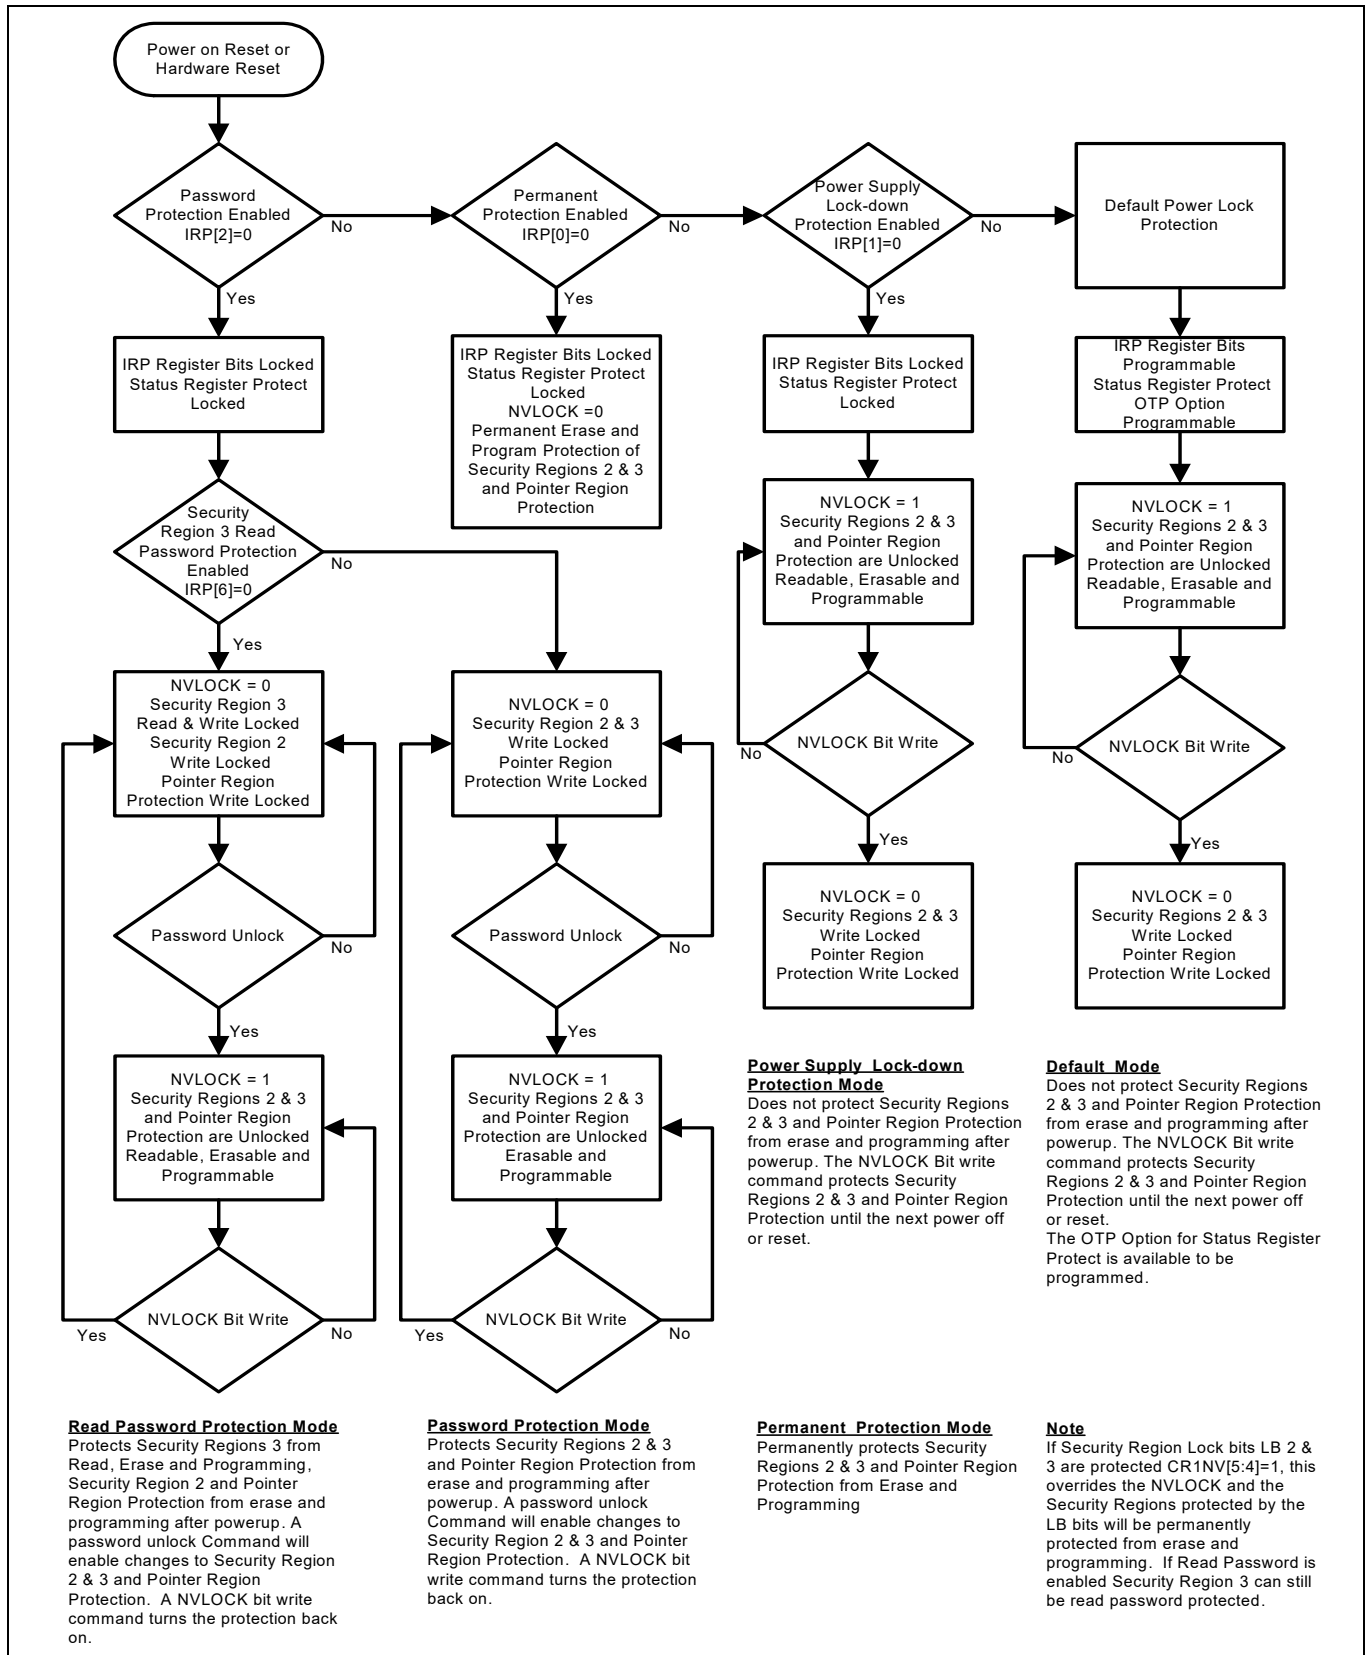 Power on Reset or
Hardware Reset
Password
Protection Enabled
IRP[2]=0
No
Yes
Permanent
Protection Enabled
IRP[0]=0
No
Yes
Power Supply
Lock-down
Protection Enabled
IRP[1]=0
No
Yes
Default Power Lock
Protection
IRP Register Bits Locked
Status Register Protect
Locked
IRP Register Bits Locked
Status Register Protect
Locked
NVLOCK =0
Permanent Erase and
Program Protection of
Security Regions 2 & 3
and Pointer Region
Protection
IRP Register Bits Locked
Status Register Protect
Locked
IRP Register Bits
Programmable
Status Register Protect
OTP Option
Programmable
Security
Region 3 Read
Password Protection
Enabled
IRP[6]=0
No
Yes
NVLOCK = 1
Security Regions 2 & 3
and Pointer Region
Protection are Unlocked
Readable, Erasable and
Programmable
NVLOCK = 1
Security Regions 2 & 3
and Pointer Region
Protection are Unlocked
Readable, Erasable and
Programmable
NVLOCK = 0
Security Region 3
Read & Write Locked
Security Region 2
Write Locked
Pointer Region
Protection Write Locked
NVLOCK = 0
Security Region 2 & 3
Write Locked
Pointer Region
Protection Write Locked
NVLOCK Bit Write
No
Yes
NVLOCK Bit Write
No
Yes
Password Unlock
No
Yes
Password Unlock
No
Yes
NVLOCK = 0
Security Regions 2 & 3
Write Locked
Pointer Region
Protection Write Locked
NVLOCK = 0
Security Regions 2 & 3
Write Locked
Pointer Region
Protection Write Locked
NVLOCK = 1
Security Regions 2 & 3
and Pointer Region
Protection are Unlocked
Readable, Erasable and
Programmable
NVLOCK = 1
Security Regions 2 & 3
and Pointer Region
Protection are Unlocked
Erasable and
Programmable
NVLOCK Bit Write
Yes
No
NVLOCK Bit Write
Yes
No
Power Supply Lock-down
Protection Mode
Does not protect Security Regions
2 & 3 and Pointer Region Protection
from erase and programming after
powerup. The NVLOCK Bit write
command protects Security
Regions 2 & 3 and Pointer Region
Protection until the next power off
or reset.
Default Mode
Does not protect Security Regions
2 & 3 and Pointer Region Protection
from erase and programming after
powerup. The NVLOCK Bit write
command protects Security
Regions 2 & 3 and Pointer Region
Protection until the next power off
or reset.
The OTP Option for Status Register
Protect is available to be
programmed.
Read Password Protection Mode
Protects Security Regions 3 from
Read, Erase and Programming,
Security Region 2 and Pointer
Region Protection from erase and
programming after powerup. A
password unlock Command will
enable changes to Security Region
2 & 3 and Pointer Region
Protection. A NVLOCK bit write
command turns the protection back
on.
Password Protection Mode
Protects Security Regions 2 & 3
and Pointer Region Protection from
erase and programming after
powerup. A password unlock
Command will enable changes to
Security Region 2 & 3 and Pointer
Region Protection. A NVLOCK bit
write command turns the protection
back on.
Permanent Protection Mode
Permanently protects Security
Regions 2 & 3 and Pointer Region
Protection from Erase and
Programming
Note
If Security Region Lock bits LB 2 &
3 are protected CR1NV[5:4]=1, this
overrides the NVLOCK and the
Security Regions protected by the
LB bits will be permanently
protected from erase and
programming. If Read Password is
enabled Security Region 3 can still
be read password protected.